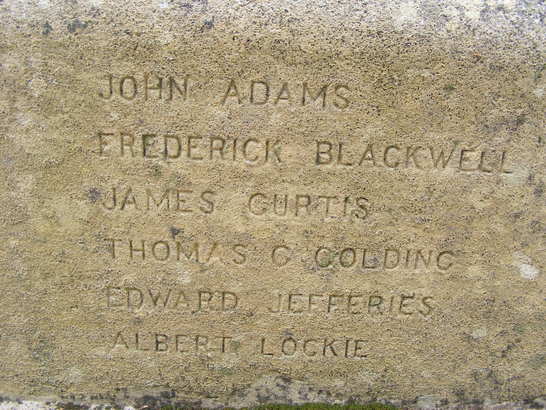 JOHN ADAMS
FREDERICK BLACKWELL
JAMES CURTIS
THOMAS G GOLDING
EDWARD JEFFERIES
ALBERT LOCKIE